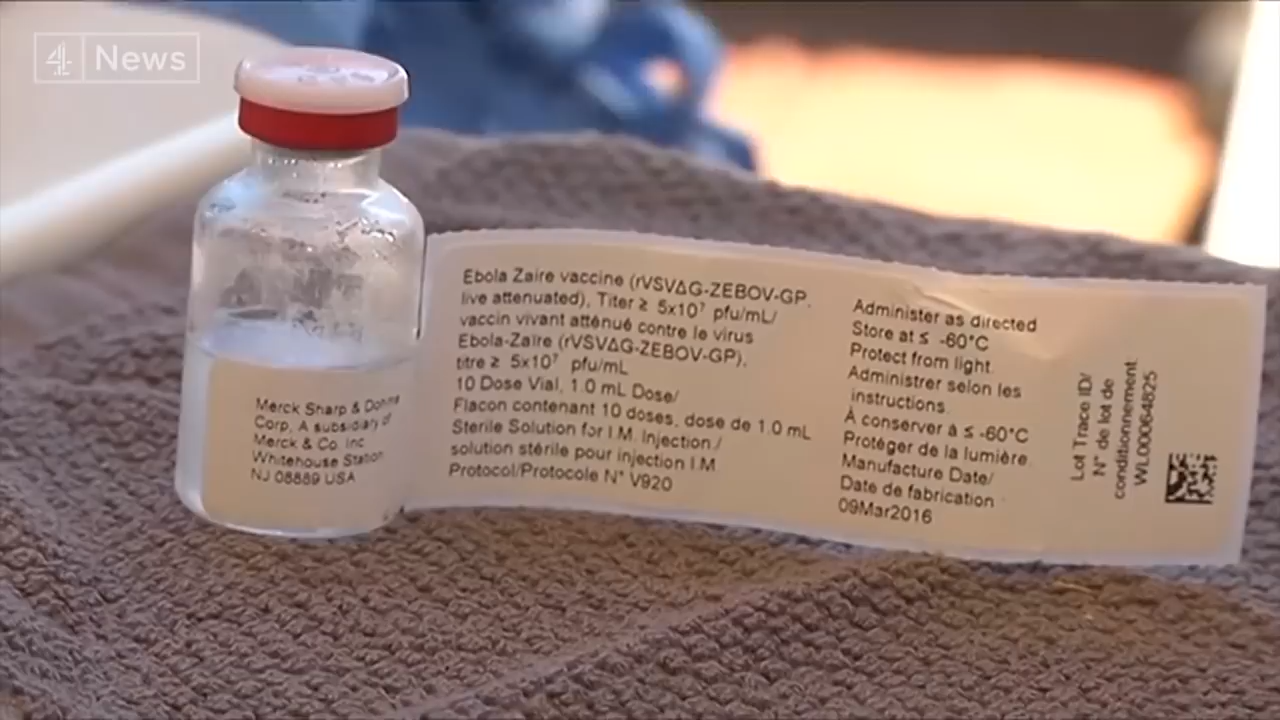 4 News
Merck Sharp & Dohme
Corp, A subsidiary of
Merck & Co. Inc
Whitehouse Station
NJ 08889 USA
Ebola Zaire vaccine (rVSV∆G-ZEBOV-GP,
live attenuated), Titer ≥ 5x10⁷ pfu/mL/
vaccin vivant atténué contre le virus
Ebola-Zaïre (rVSV∆G-ZEBOV-GP),
titre ≥ 5x10⁷ pfu/mL
10 Dose Vial, 1.0 mL Dose/
Flacon contenant 10 doses, dose de 1.0 mL
Sterile Solution for I.M. Injection /
solution stérile pour injection I.M
Protocol/Protocole N° V920
Administer as directed
Store at ≤ -60°C
Protect from light.
Administrer selon les
instructions.
À conserver à ≤ -60°C
Protéger de la lumière.
Manufacture Date/
Date de fabrication
09Mar2016
Lot Trace ID/
N° de lot de
conditionnement
WL00064825